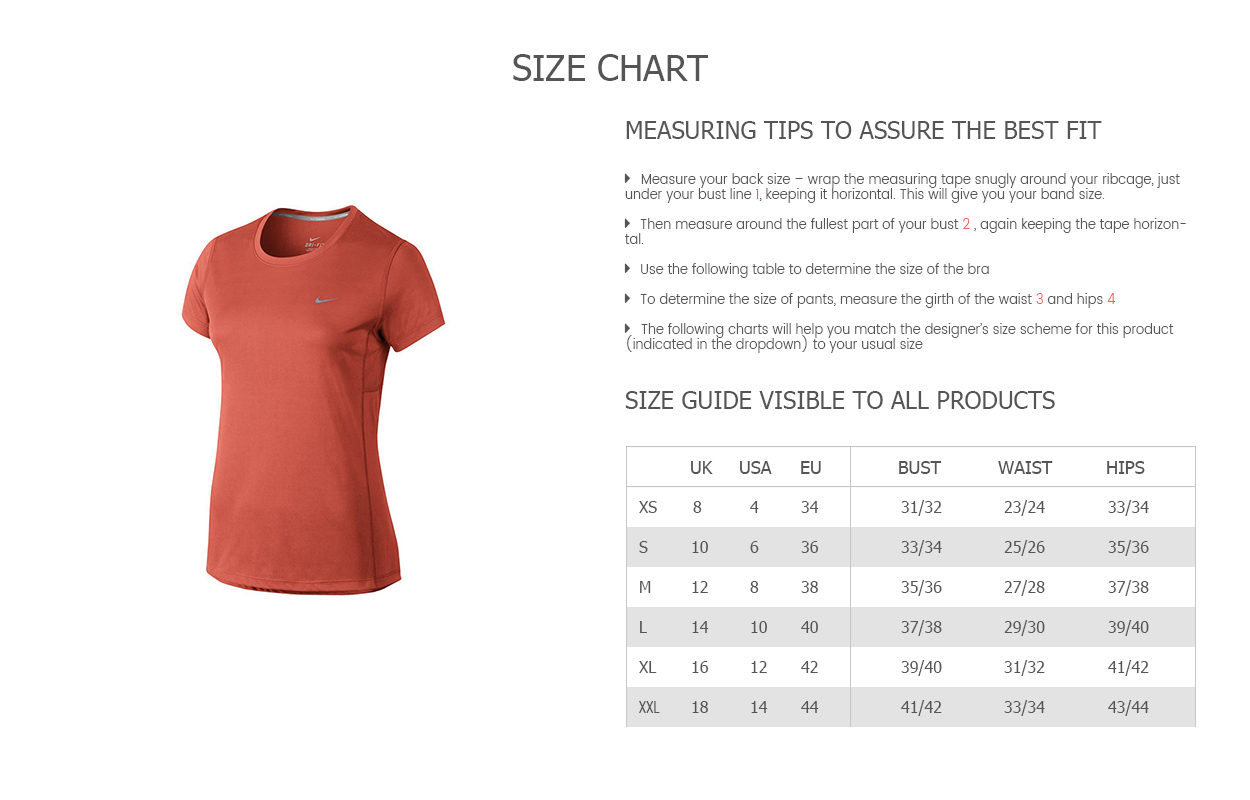 SIZE CHART
MEASURING TIPS TO ASSURE THE BEST FIT
Measure your back size – wrap the measuring tape snugly around your ribcage, just
under your bust line 1, keeping it horizontal. This will give you your band size.
Then measure around the fullest part of your bust 2 , again keeping the tape horizon-
tal.
Use the following table to determine the size of the bra
To determine the size of pants, measure the girth of the waist 3 and hips 4
The following charts will help you match the designer's size scheme for this product
(indicated in the dropdown) to your usual size
SIZE GUIDE VISIBLE TO ALL PRODUCTS
UK USA EU BUST WAIST HIPS
XS 8 4 34 31/32 23/24 33/34
S 10 6 36 33/34 25/26 35/36
M 12 8 38 35/36 27/28 37/38
L 14 10 40 37/38 29/30 39/40
XL 16 12 42 39/40 31/32 41/42
XXL 18 14 44 41/42 33/34 43/44